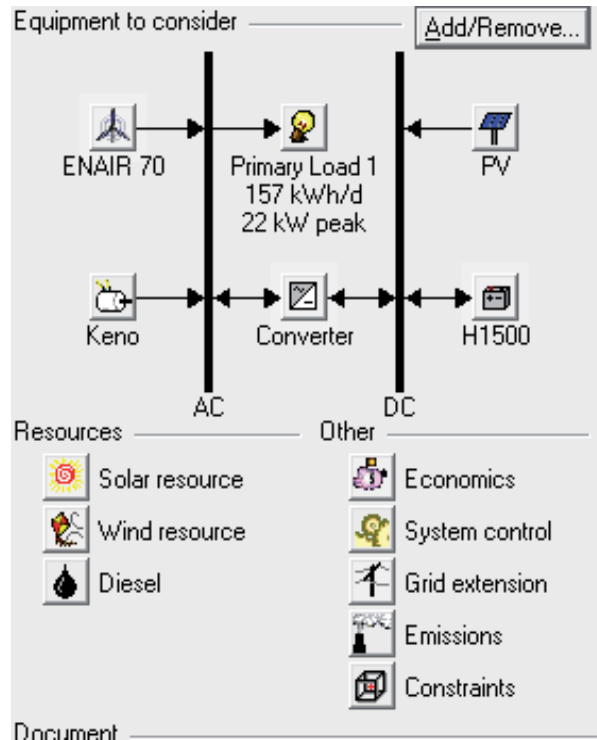 Equipment to consider
Add/Remove...
ENAIR 70
Primary Load 1
157 kWh/d
22 kW peak
PV
Keno
Converter
H1500
AC
DC
Resources
Other
Solar resource
Economics
Wind resource
System control
Diesel
Grid extension
Emissions
Constraints
Document